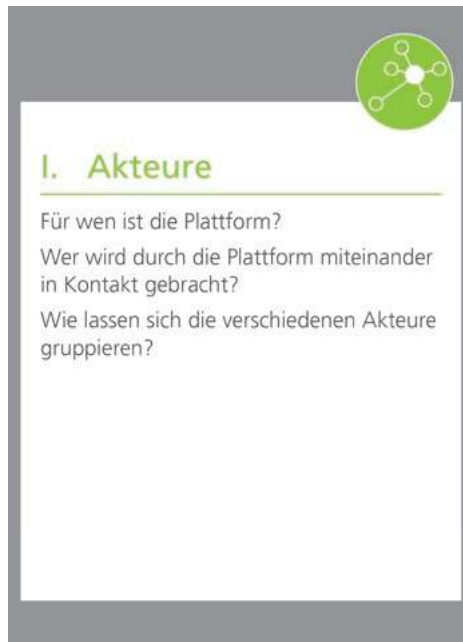 I. Akteure
Für wen ist die Plattform?
Wer wird durch die Plattform miteinander
in Kontakt gebracht?
Wie lassen sich die verschiedenen Akteure
gruppieren?